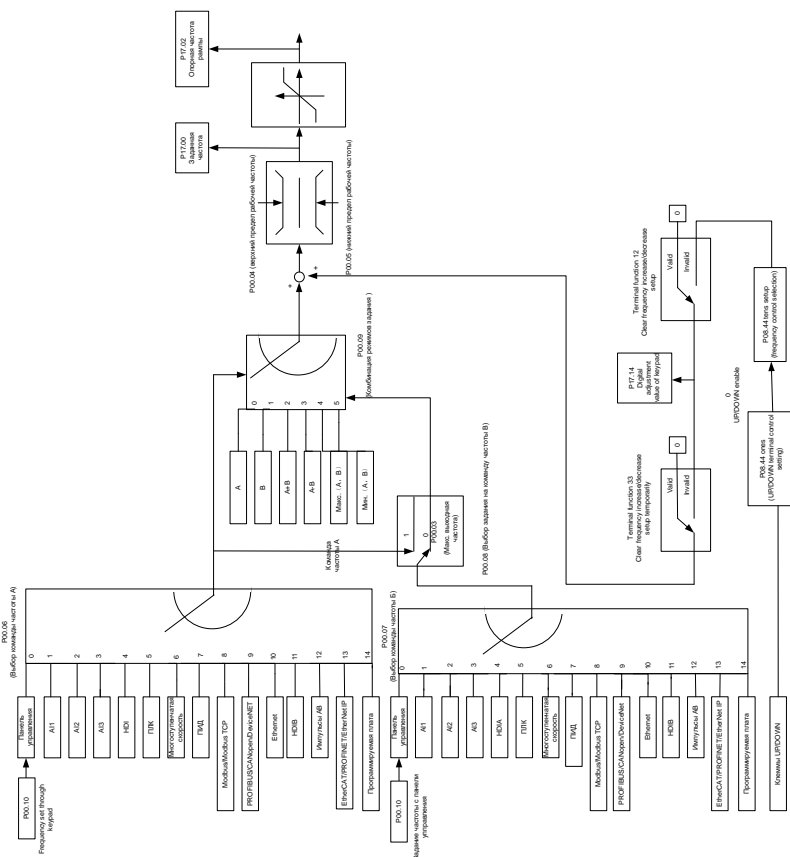 P17.02
Опорная частота
рампы
P17.00
Заданная
частота
P00.04 (верхний предел рабочей частоты)
P00.05 (нижний предел рабочей частоты)
+
+
P00.09
(Комбинация режимов задания )
0
1
2
3
4
5
A
B
A+B
A-B
Макс. (A, B)
Мин. (A, B)
Команда
частоты А
1
0
P00.03
(Макс. выходная
частота)
P00.08 (Выбор задания на команду частоты B)
P00.06
(Выбор команды частоты A)
0
1
2
3
4
5
6
7
8
9
10
11
12
13
14
Панель
управления
AI1
AI2
AI3
HDI
ПЛК
Многоступенчатая
скорость
ПИД
Modbus/Modbus TCP
PROFIBUS/CANopen/DeviceNET
Ethernet
HDIB
Импульсы AB
EtherCAT/PROFINET/EtherNet IP
Программируемая плата
P00.10
Frequency set through
keypad
P00.07
(Выбор команды частоты Б)
0
1
2
3
4
5
6
7
8
9
10
11
12
13
14
Панель
управления
AI1
AI2
AI3
HDIA
ПЛК
Многоступенчатая
скорость
ПИД
Modbus/Modbus TCP
PROFIBUS/CANopen/DeviceNet
Ethernet
HDIB
Импульсы AB
EtherCAT/PROFINET/EtherNet IP
Программируемая плата
P00.10
адание частоты с панели
упправления
Terminal function 12
Clear frequency increase/decrease
setup
Valid
Invalid
0
P17.14
Digital
adjustment
value of keypad
Terminal function 33
Clear frequency increase/decrease
setup temporarily
Valid
Invalid
0
P08.44 tens setup
(frequency control selection)
0
UP/DOWN enable
P08.44 ones
(UP/DOWN terminal control
setting)
Клеммы UP/DOWN